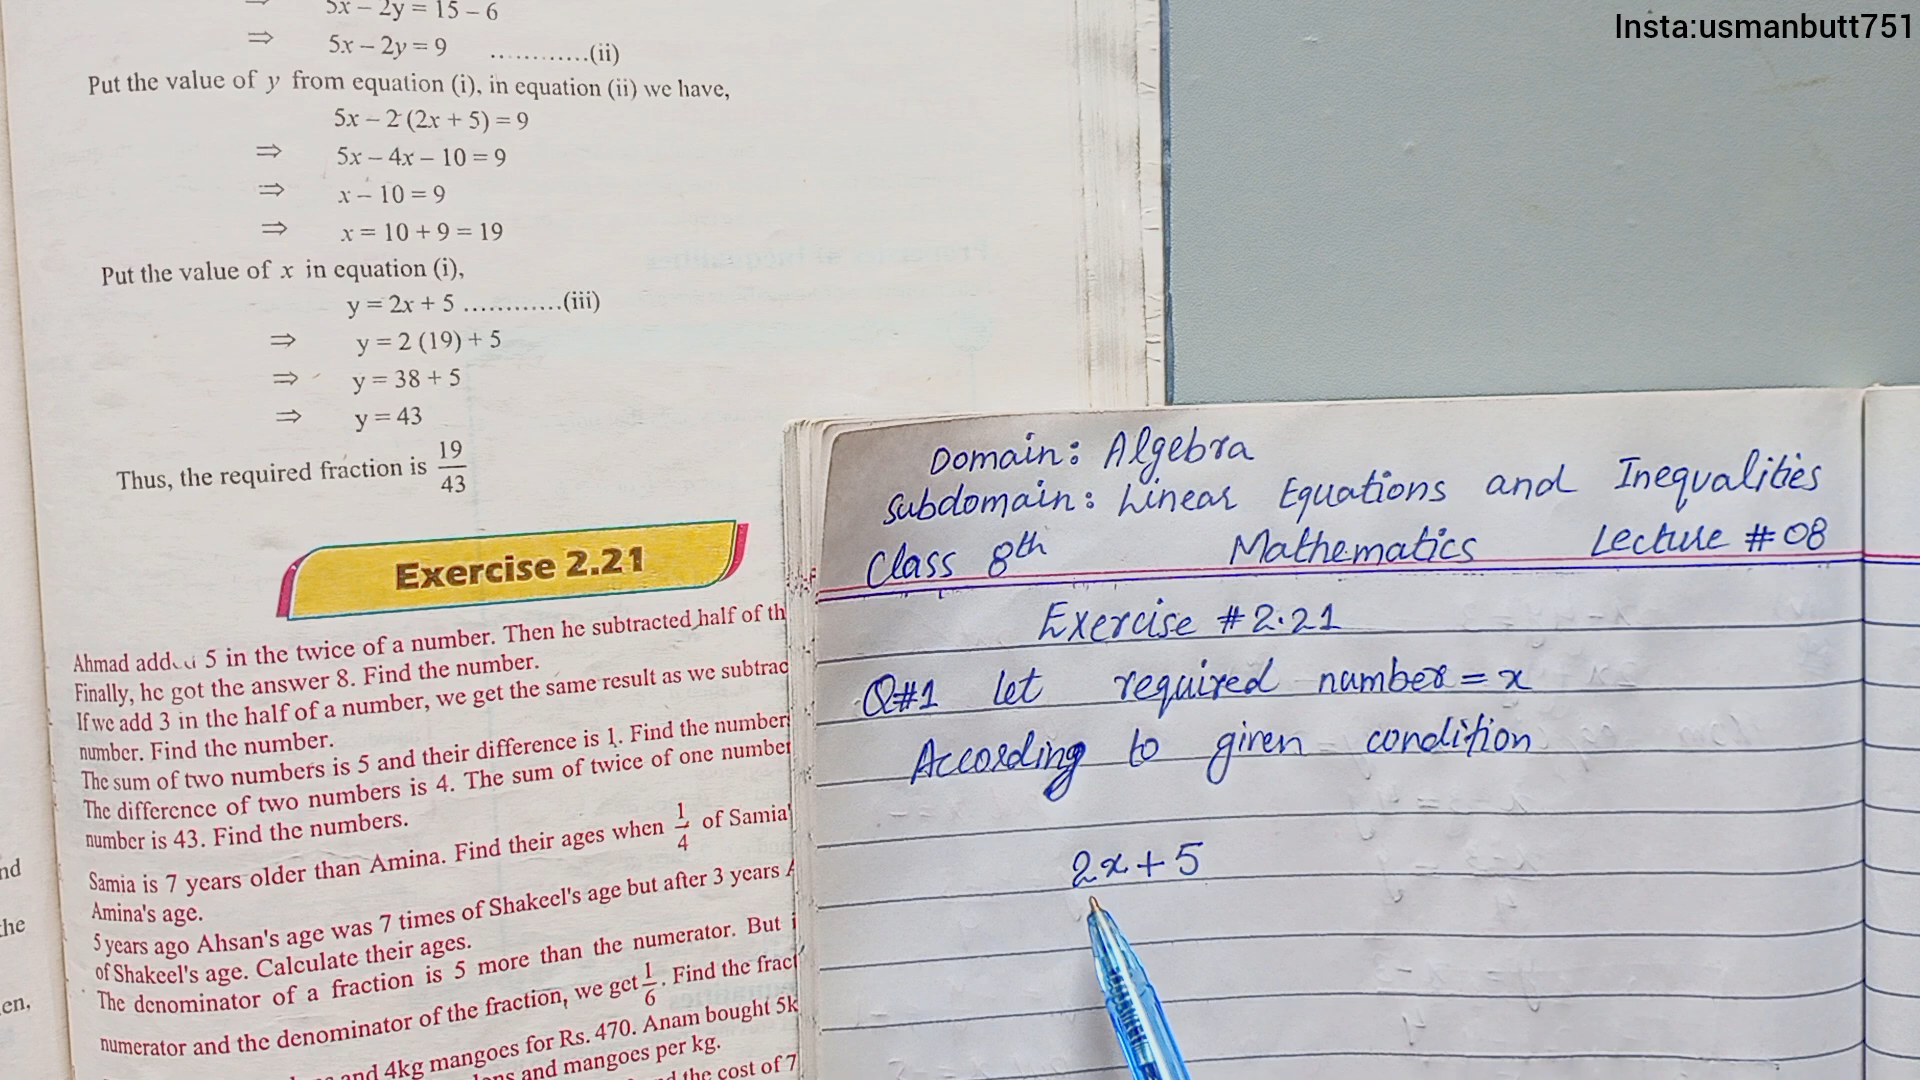 Insta:usmanbutt751
⇒ 5x – 2y = 15 – 6
⇒ 5x – 2y = 9 ............(ii)
Put the value of y from equation (i), in equation (ii) we have,
5x – 2 (2x + 5) = 9
⇒ 5x – 4x – 10 = 9
⇒ x – 10 = 9
⇒ x = 10 + 9 = 19
Put the value of x in equation (i),
y = 2x + 5 ............(iii)
⇒ y = 2 (19) + 5
⇒ y = 38 + 5
⇒ y = 43
Thus, the required fraction is 19/43
Exercise 2.21
Ahmad added 5 in the twice of a number. Then he subtracted half of th
Finally, he got the answer 8. Find the number.
If we add 3 in the half of a number, we get the same result as we subtrac
number. Find the number.
The sum of two numbers is 5 and their difference is 1. Find the number
The difference of two numbers is 4. The sum of twice of one number
number is 43. Find the numbers.
Samia is 7 years older than Amina. Find their ages when 1/4 of Samia'
Amina's age.
5 years ago Ahsan's age was 7 times of Shakeel's age but after 3 years A
of Shakeel's age. Calculate their ages.
The denominator of a fraction is 5 more than the numerator. But i
numerator and the denominator of the fraction, we get 1/6. Find the fract
and 4kg mangoes for Rs. 470. Anam bought 5k
and mangoes per kg.
the cost of 7
nd
the
en,
Domain: Algebra
Subdomain: Linear Equations and Inequalities
Class 8th Mathematics Lecture #08
Exercise #2.21
Q#1 let required number = x
According to given condition
2x + 5